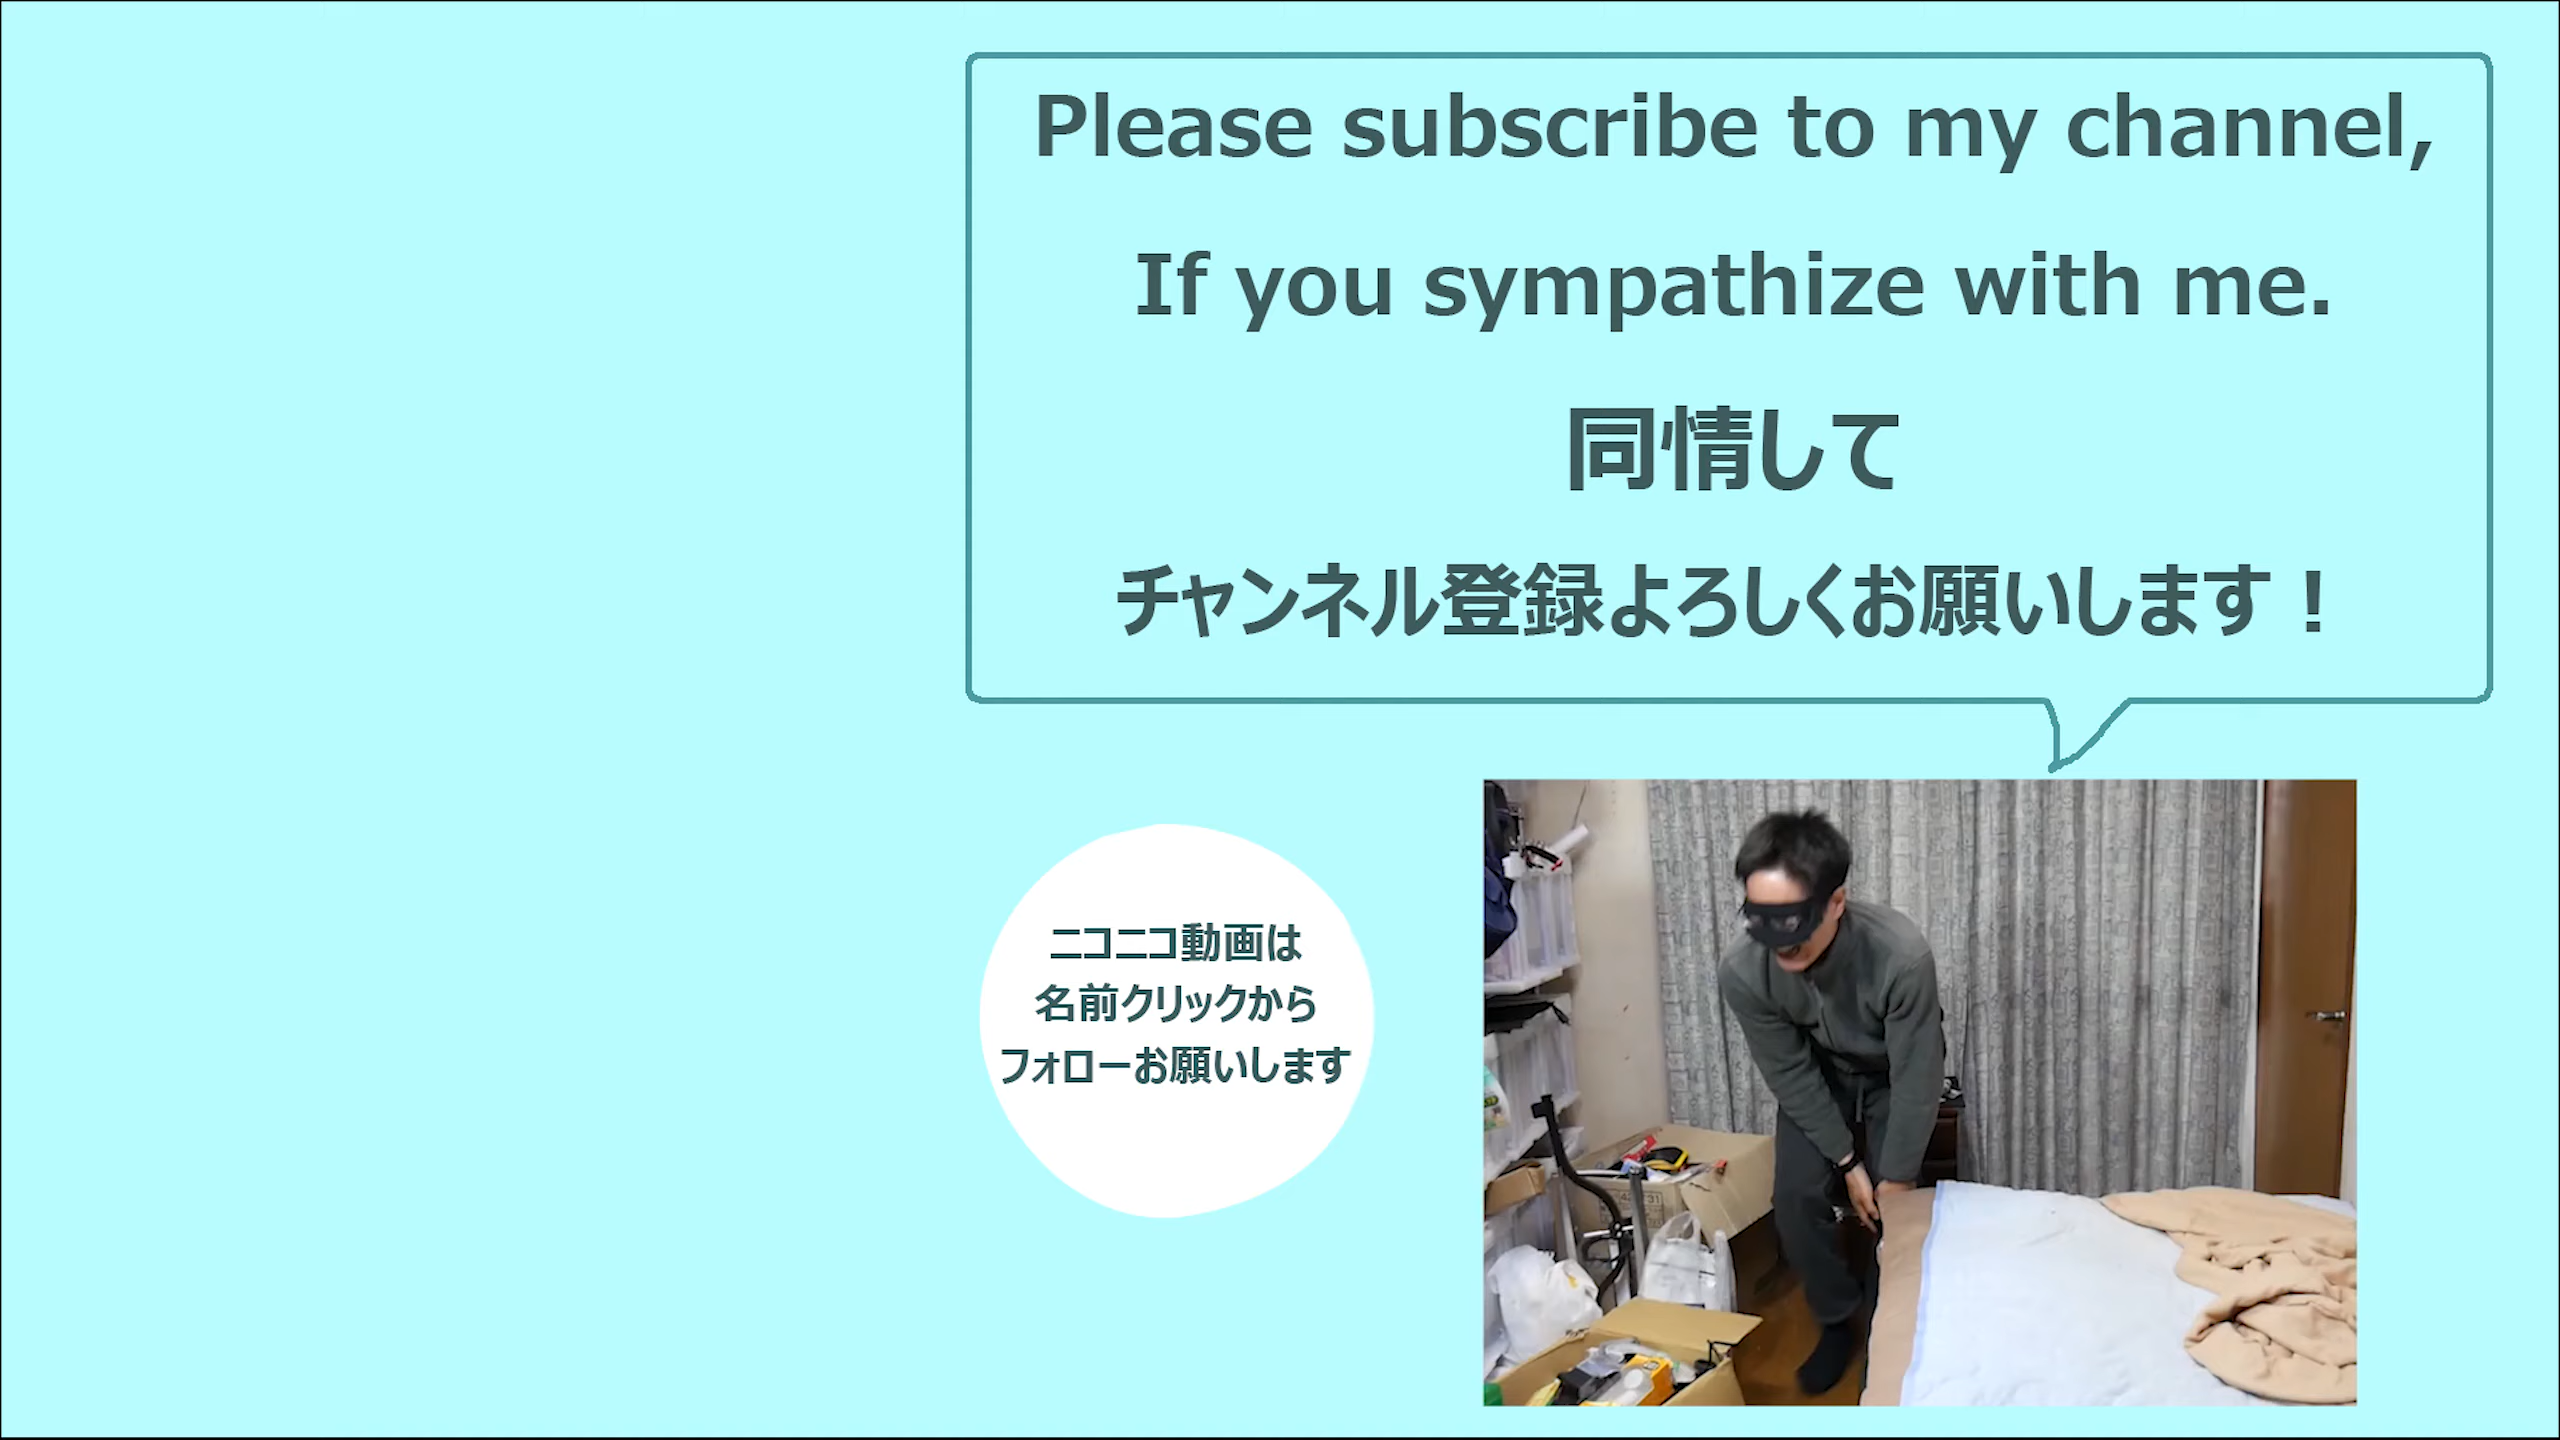 Please subscribe to my channel,
If you sympathize with me.
同情して
チャンネル登録よろしくお願いします！
ニコニコ動画は
名前クリックから
フォローお願いします